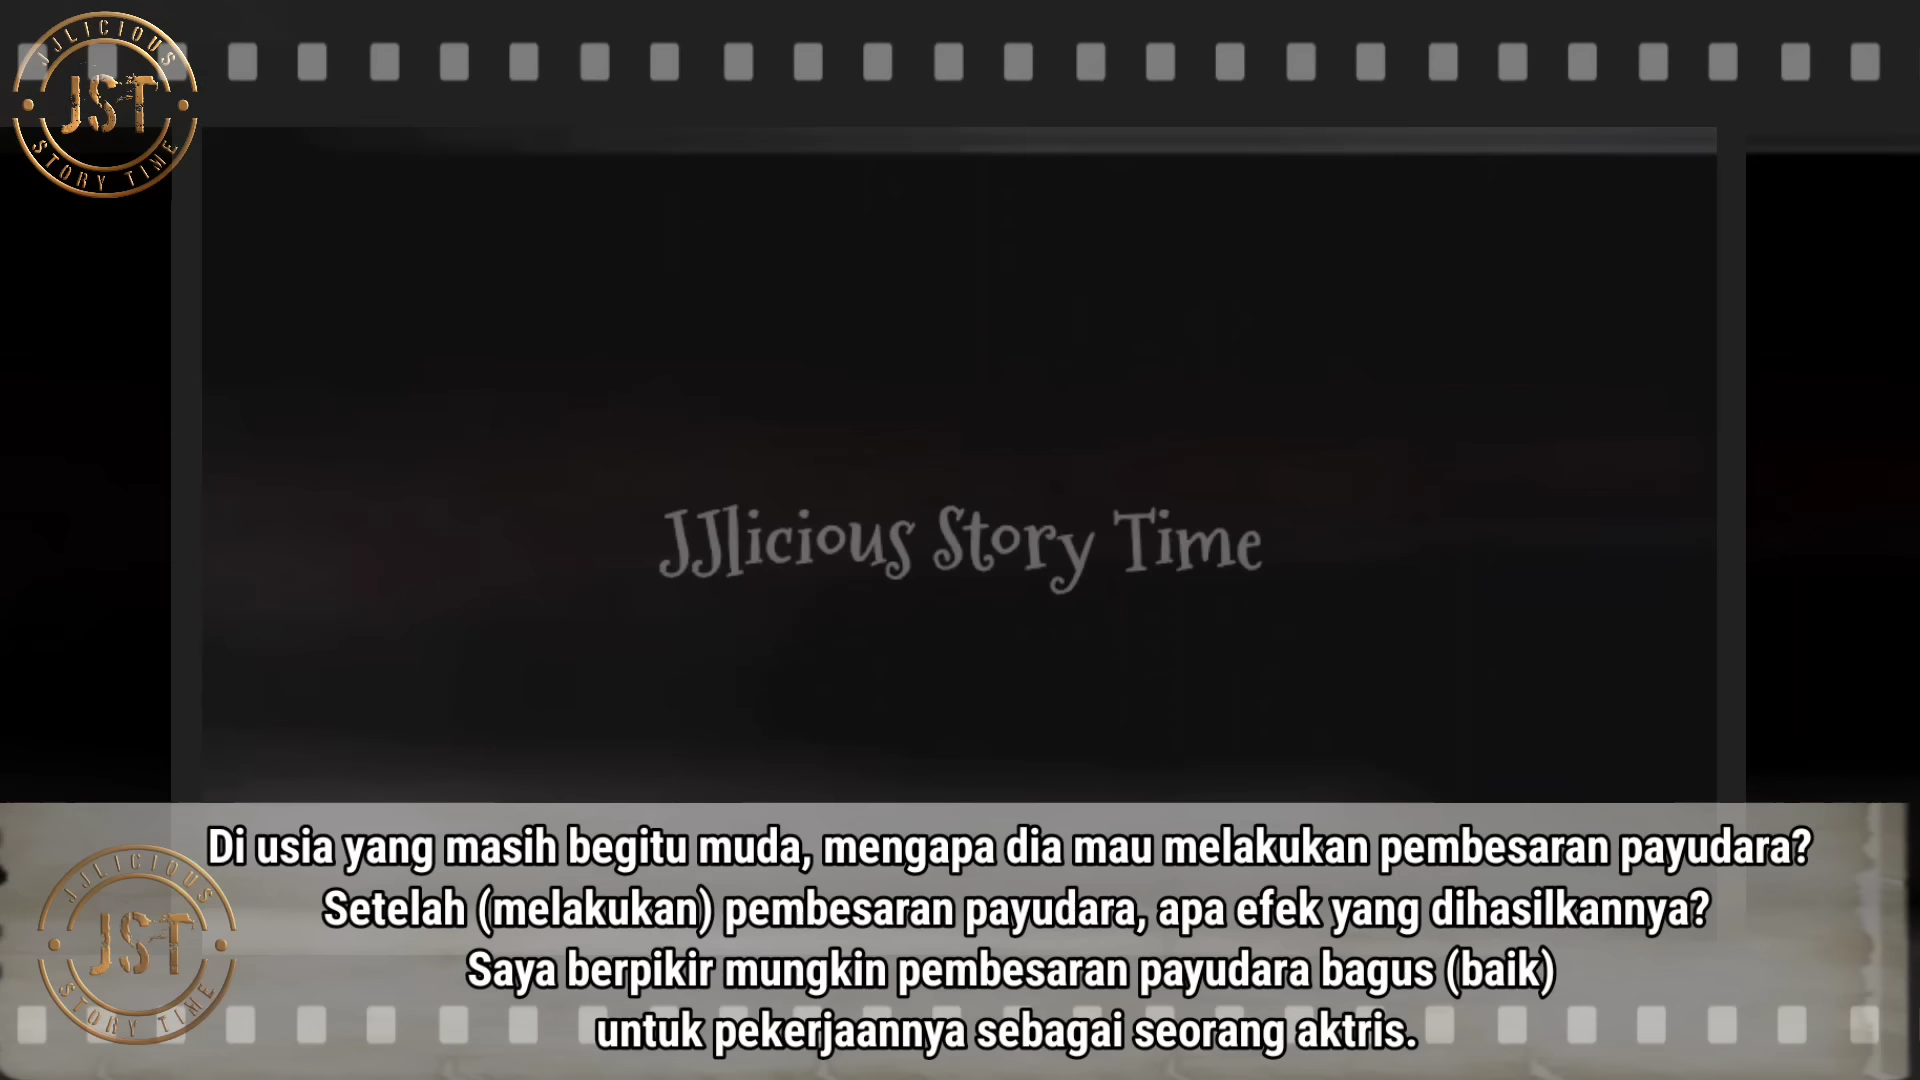 JJLICIOUS
JST
STORY TIME
JJlicious Story Time
Di usia yang masih begitu muda, mengapa dia mau melakukan pembesaran payudara?
Setelah (melakukan) pembesaran payudara, apa efek yang dihasilkannya?
Saya berpikir mungkin pembesaran payudara bagus (baik)
untuk pekerjaannya sebagai seorang aktris.
JJLICIOUS
JST
STORY TIME